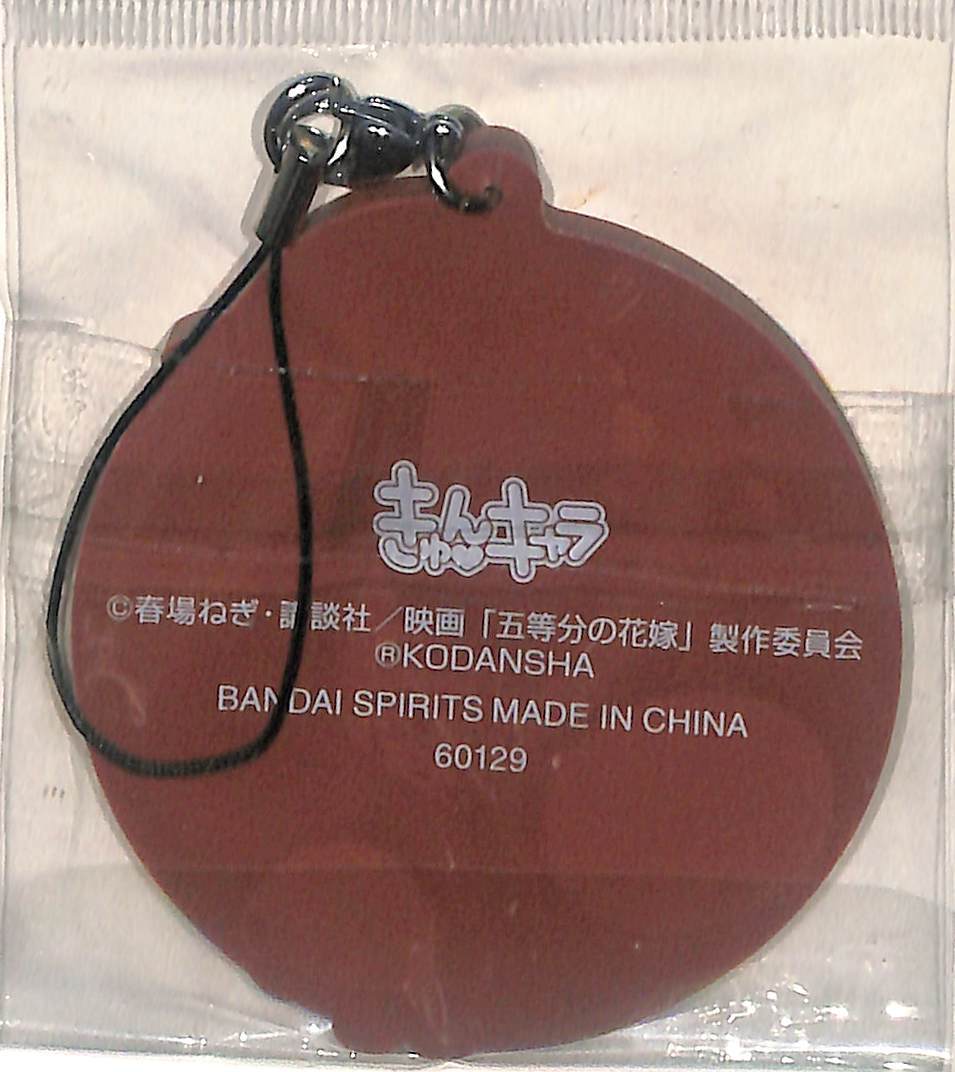 きゅんキャラ
©春場ねぎ・講談社／映画「五等分の花嫁」製作委員会
®KODANSHA
BANDAI SPIRITS MADE IN CHINA
60129